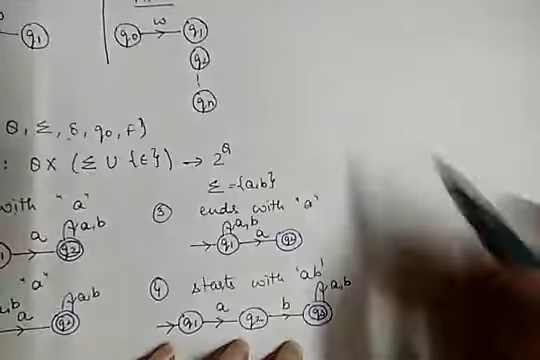 q1
q0 w q1
q2
qn
Q, Σ, δ, q0, F}
: Q X (Σ ∪ {ε}) → 2^Q
Σ = {a,b}
with "a"
③ ends with "a"
a a,b q2
a,b q1 a q2
"a"
④ starts with "ab"
a,b a a,b
q1 a q2 b q3 a,b